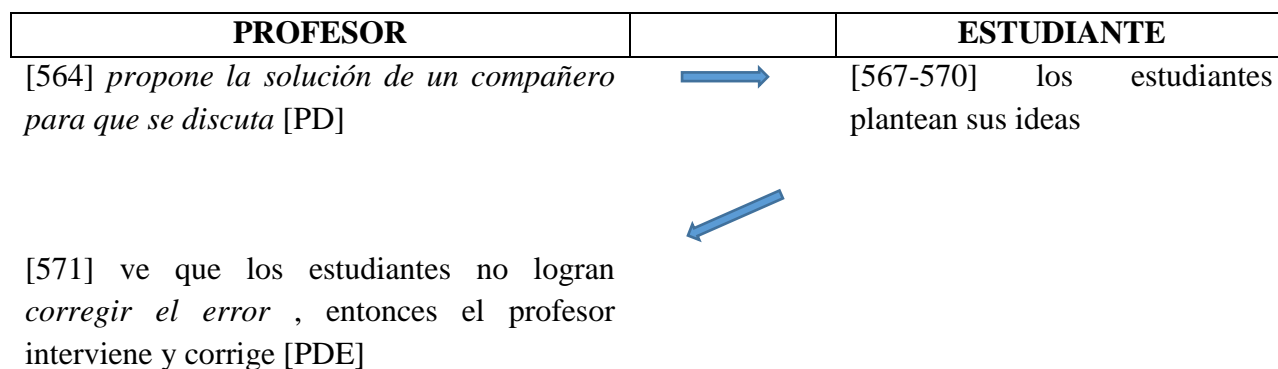 PROFESOR ESTUDIANTE
[564] propone la solución de un compañero
para que se discuta [PD]
[567-570] los estudiantes
plantean sus ideas
[571] ve que los estudiantes no logran
corregir el error , entonces el profesor
interviene y corrige [PDE]